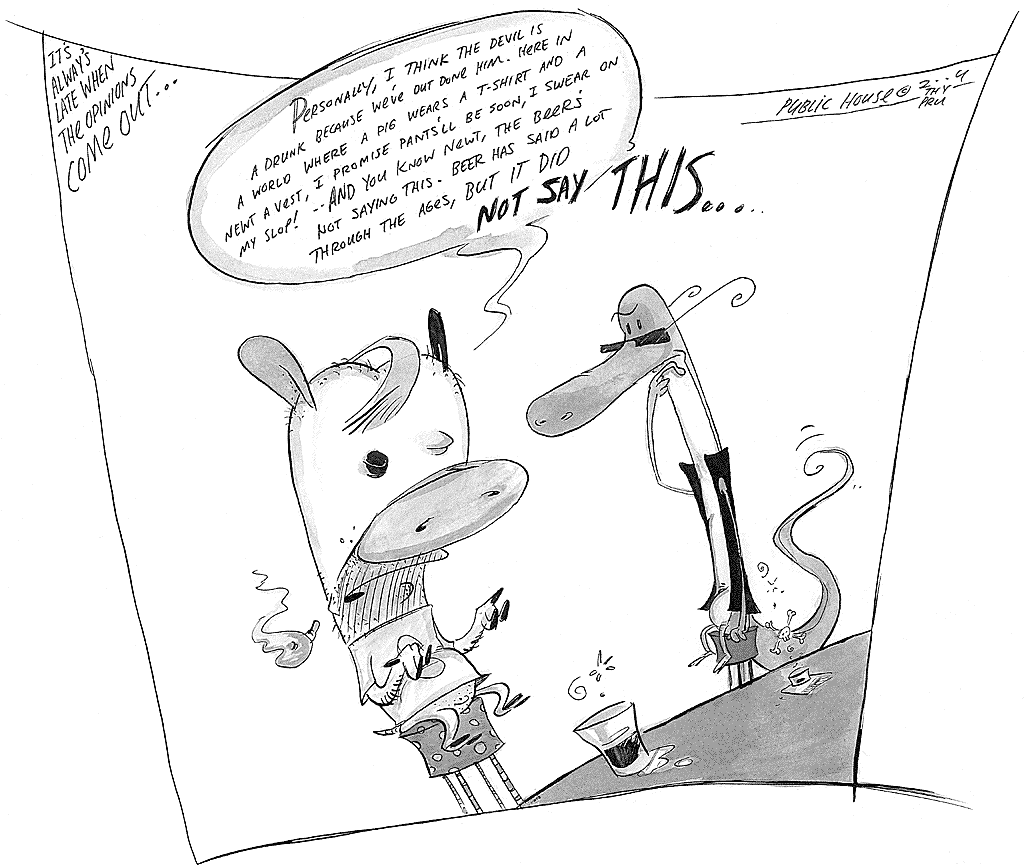 IT'S
ALWAYS
LATE WHEN
THE OPINIONS
COME OUT...
PERSONALLY, I THINK THE DEVIL IS
A DRUNK BECAUSE WE'VE OUT DONE HIM. HERE IN
A WORLD WHERE A PIG WEARS A T-SHIRT AND A
NEWT A VEST, I PROMISE PANTS'LL BE SOON, I SWEAR ON
MY SLOP! --AND YOU KNOW NEWT, THE BEER'S
NOT SAYING THIS. BEER HAS SAID A LOT
THROUGH THE AGES, BUT IT DID
NOT SAY THIS....
PUBLIC HOUSE ©